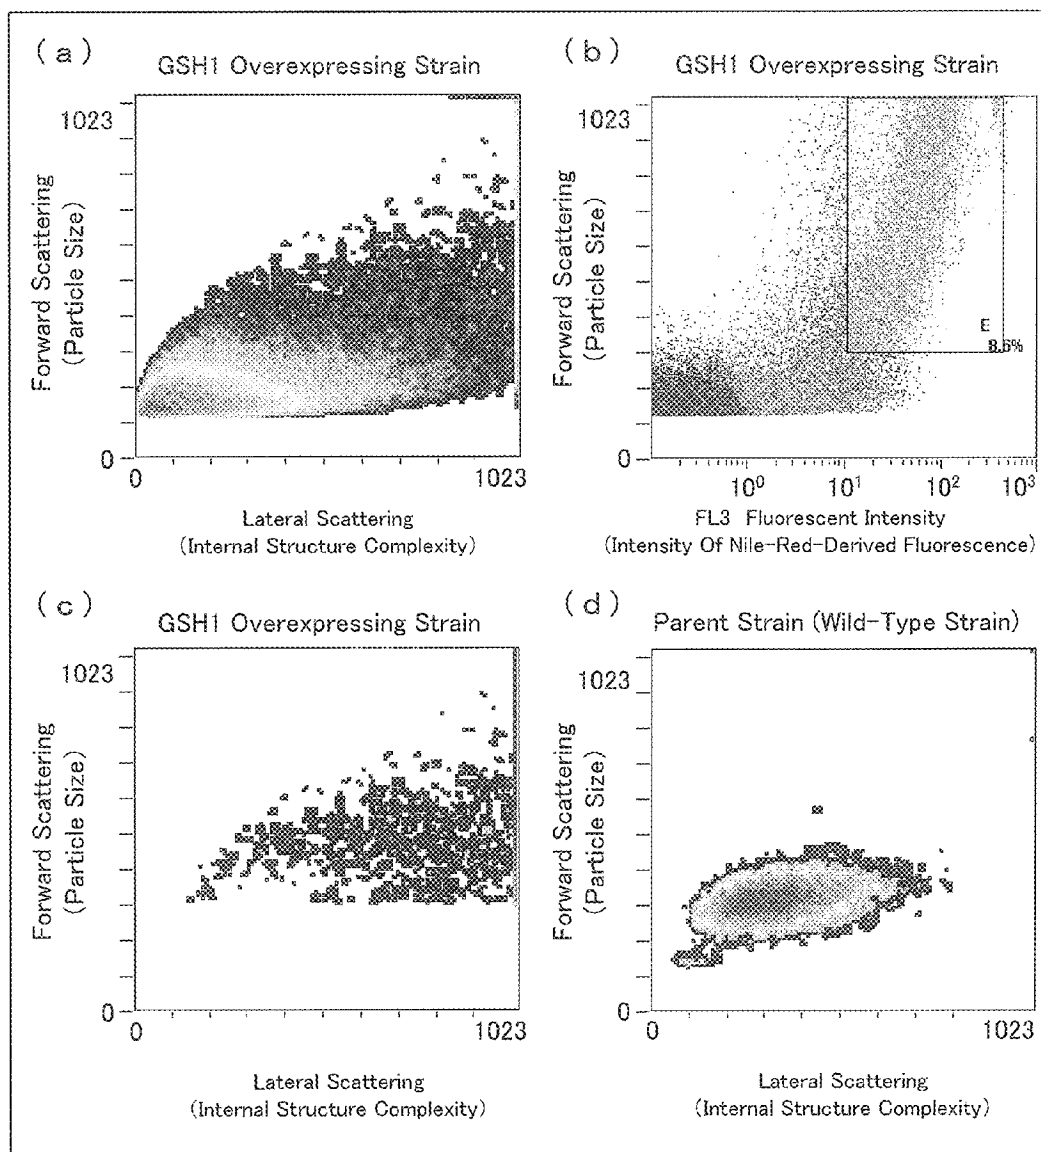 (a)
GSH1 Overexpressing Strain
1023
Forward Scattering
(Particle Size)
0
0
1023
Lateral Scattering
(Internal Structure Complexity)
(b)
GSH1 Overexpressing Strain
1023
Forward Scattering
(Particle Size)
E
8.6%
0
10⁰
10¹
10²
10³
FL3 Fluorescent Intensity
(Intensity Of Nile-Red-Derived Fluorescence)
(c)
GSH1 Overexpressing Strain
1023
Forward Scattering
(Particle Size)
0
0
1023
Lateral Scattering
(Internal Structure Complexity)
(d)
Parent Strain (Wild-Type Strain)
1023
Forward Scattering
(Particle Size)
0
0
1023
Lateral Scattering
(Internal Structure Complexity)